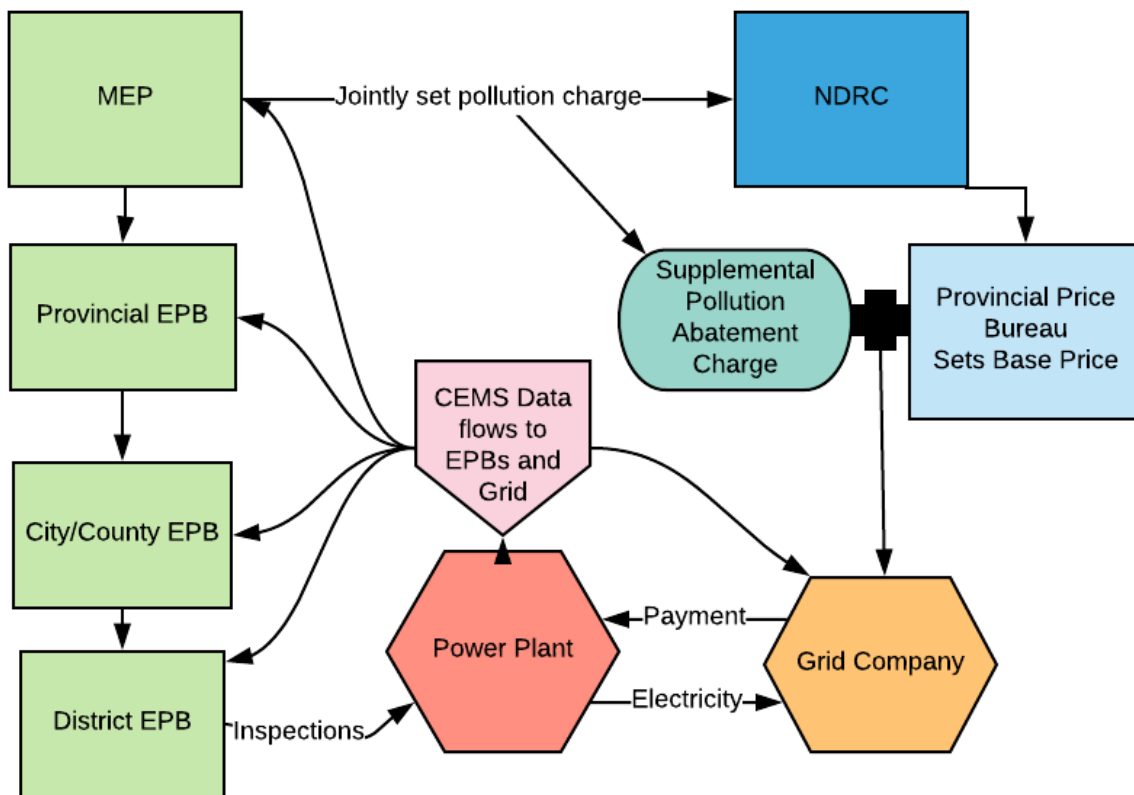 MEP
Jointly set pollution charge
NDRC
Provincial EPB
Supplemental
Pollution
Abatement
Charge
Provincial Price
Bureau
Sets Base Price
CEMS Data
flows to
EPBs and
Grid
City/County EPB
Payment
Power Plant
Grid Company
Electricity
District EPB
Inspections